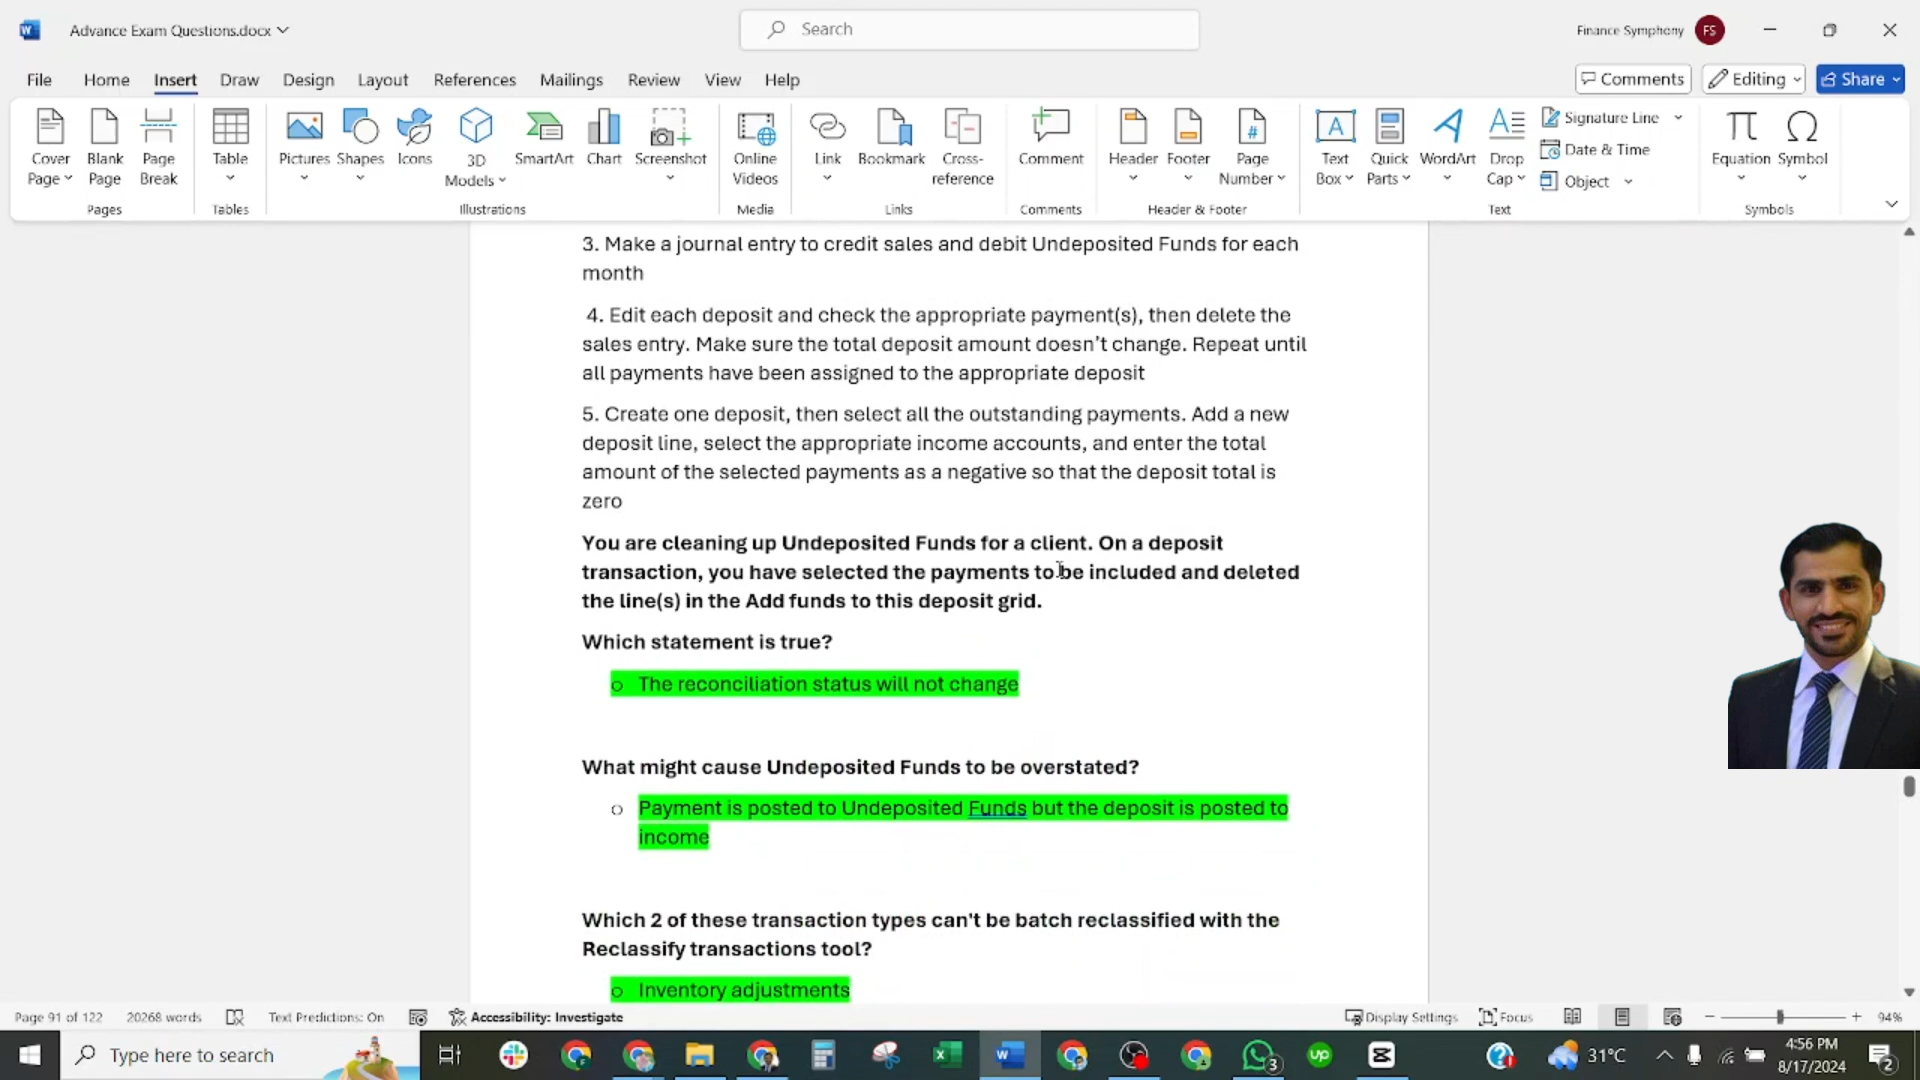 Advance Exam Questions.docx
Search
Finance Symphony FS
File Home Insert Draw Design Layout References Mailings Review View Help
Comments Editing Share
Cover Page
Blank Page
Page Break
Table
Pictures
Shapes
Icons
3D Models
SmartArt
Chart
Screenshot
Online Videos
Link
Bookmark
Cross-reference
Comment
Header
Footer
Page Number
Text Box
Quick Parts
WordArt
Drop Cap
Signature Line
Date & Time
Object
Equation
Symbol
Pages Tables Illustrations Media Links Comments Header & Footer Text Symbols
3. Make a journal entry to credit sales and debit Undeposited Funds for each
month
4. Edit each deposit and check the appropriate payment(s), then delete the
sales entry. Make sure the total deposit amount doesn’t change. Repeat until
all payments have been assigned to the appropriate deposit
5. Create one deposit, then select all the outstanding payments. Add a new
deposit line, select the appropriate income accounts, and enter the total
amount of the selected payments as a negative so that the deposit total is
zero
You are cleaning up Undeposited Funds for a client. On a deposit
transaction, you have selected the payments to be included and deleted
the line(s) in the Add funds to this deposit grid.
Which statement is true?
o The reconciliation status will not change
What might cause Undeposited Funds to be overstated?
o Payment is posted to Undeposited Funds but the deposit is posted to
income
Which 2 of these transaction types can't be batch reclassified with the
Reclassify transactions tool?
o Inventory adjustments
Page 91 of 122 20268 words Text Predictions: On Accessibility: Investigate Display Settings Focus 94%
Type here to search
3
up
31°C
4:56 PM
8/17/2024
2